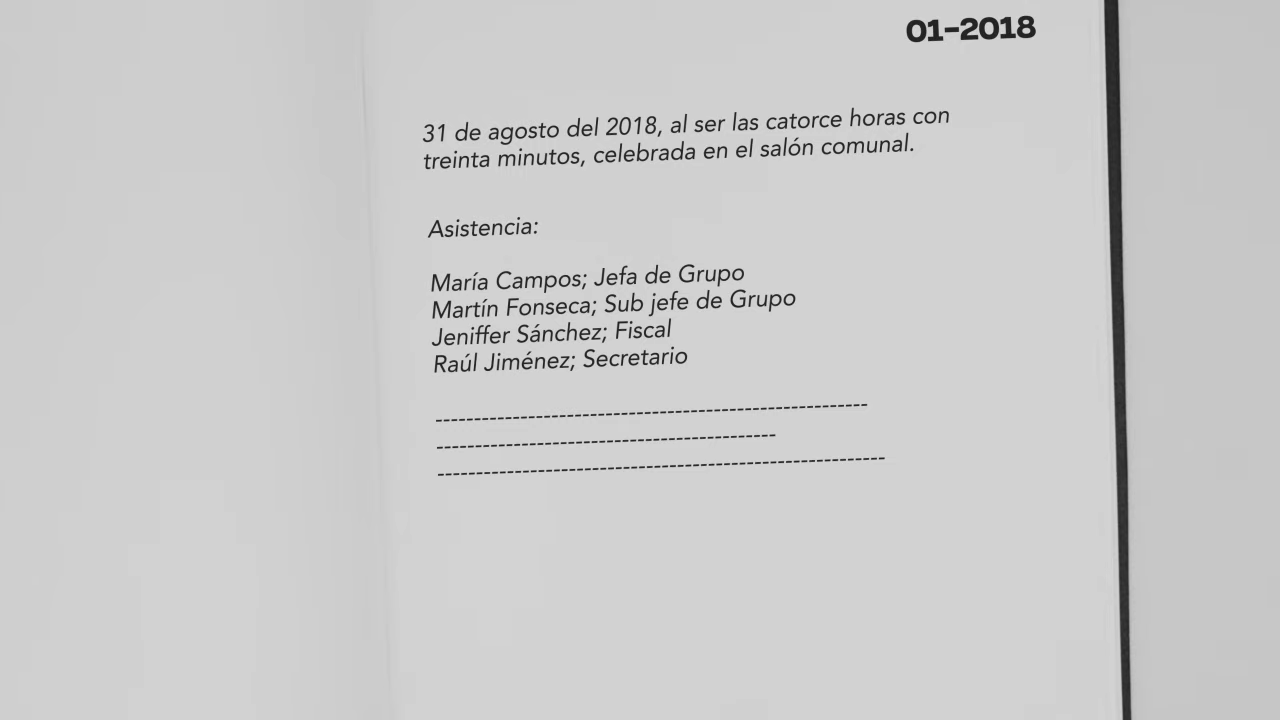 01-2018
31 de agosto del 2018, al ser las catorce horas con
treinta minutos, celebrada en el salón comunal.
Asistencia:
María Campos; Jefa de Grupo
Martín Fonseca; Sub jefe de Grupo
Jeniffer Sánchez; Fiscal
Raúl Jiménez; Secretario
--------------------------------------------------------
--------------------------------------------
----------------------------------------------------------